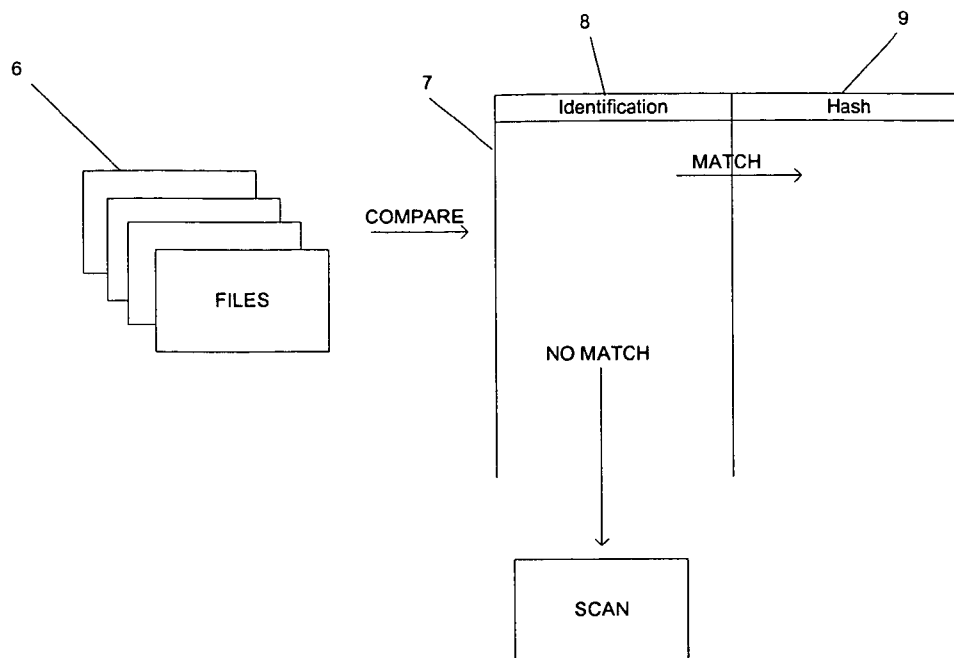 8
9
6
7
Identification
Hash
MATCH
COMPARE
FILES
NO MATCH
SCAN